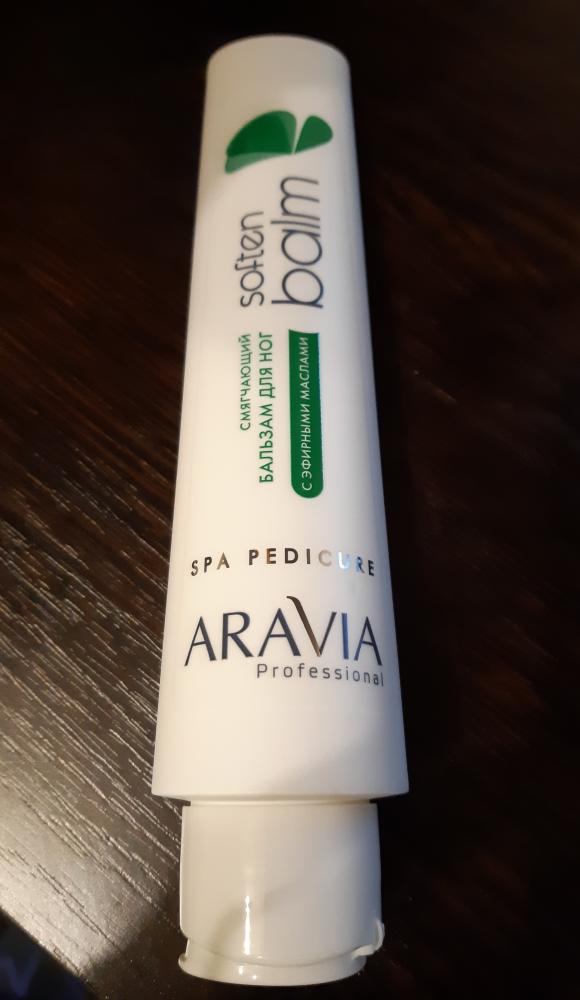 soften
balm
СМЯГЧАЮЩИЙ
БАЛЬЗАМ ДЛЯ НОГ
С ЭФИРНЫМИ МАСЛАМИ
SPA PEDICURE
ARAVIA
Professional